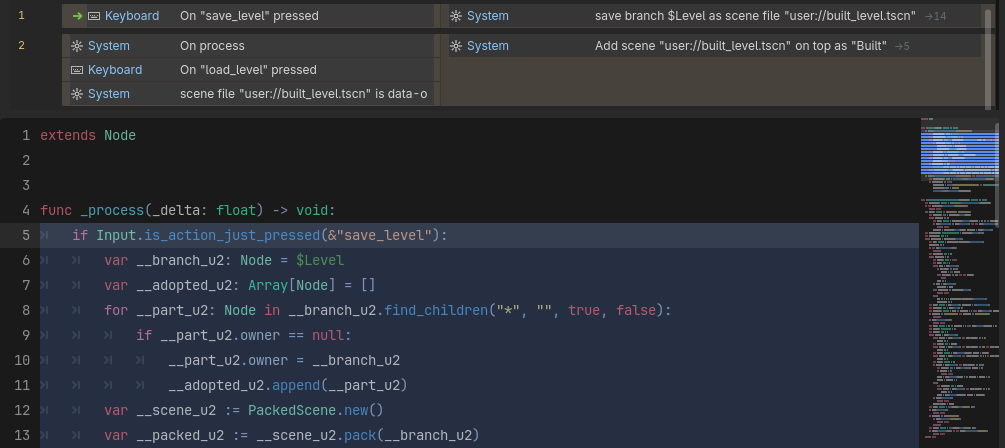 1 Keyboard On "save_level" pressed System save branch $Level as scene file "user://built_level.tscn" →14
2 System On process System Add scene "user://built_level.tscn" on top as "Built" →5
Keyboard On "load_level" pressed
System scene file "user://built_level.tscn" is data-o
1 extends Node
2
3
4 func _process(_delta: float) -> void:
5 if Input.is_action_just_pressed(&"save_level"):
6 var __branch_u2: Node = $Level
7 var __adopted_u2: Array[Node] = []
8 for __part_u2: Node in __branch_u2.find_children("*", "", true, false):
9 if __part_u2.owner == null:
10 __part_u2.owner = __branch_u2
11 __adopted_u2.append(__part_u2)
12 var __scene_u2 := PackedScene.new()
13 var __packed_u2 := __scene_u2.pack(__branch_u2)